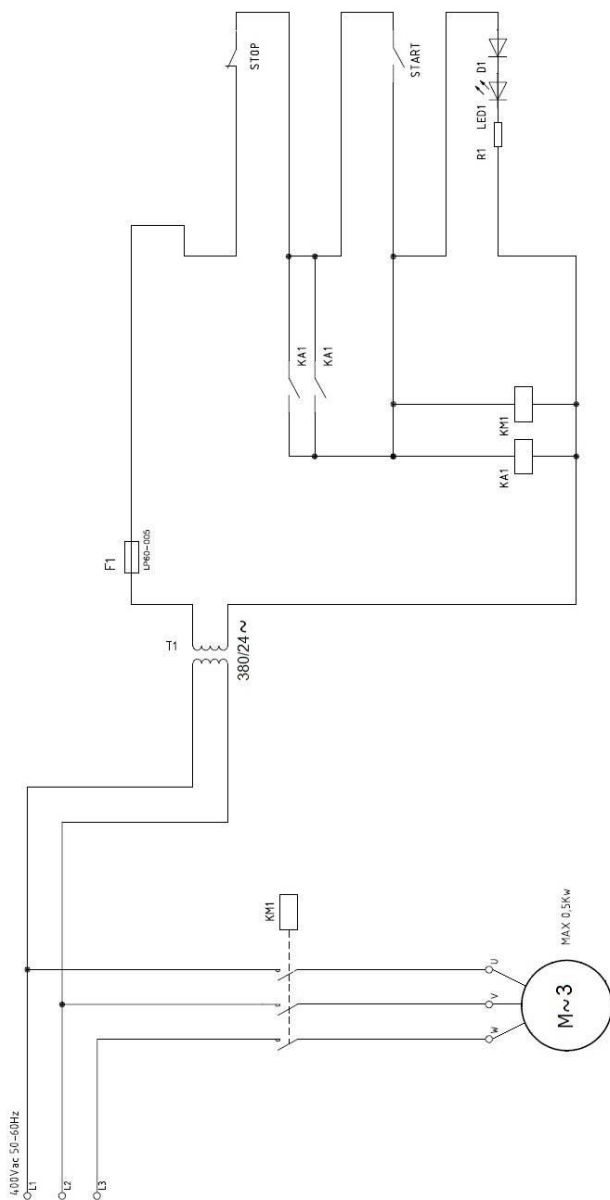 400Vac 50-60Hz
L1
L2
L3
KM1
W
V
U
M~3
MAX 0,5Kw
T1
380/24~
F1
LP60-005
STOP
KA1
KA1
START
KA1
KM1
R1
LED1
D1